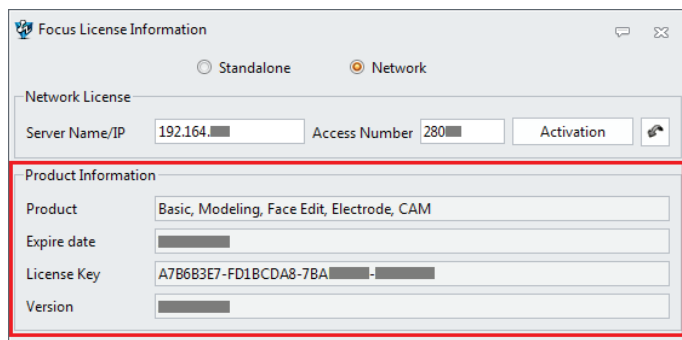 Focus License Information
Standalone Network
Network License
Server Name/IP 192.164. Access Number 280 Activation
Product Information
Product Basic, Modeling, Face Edit, Electrode, CAM
Expire date
License Key A7B6B3E7-FD1BCDA8-7BA -
Version